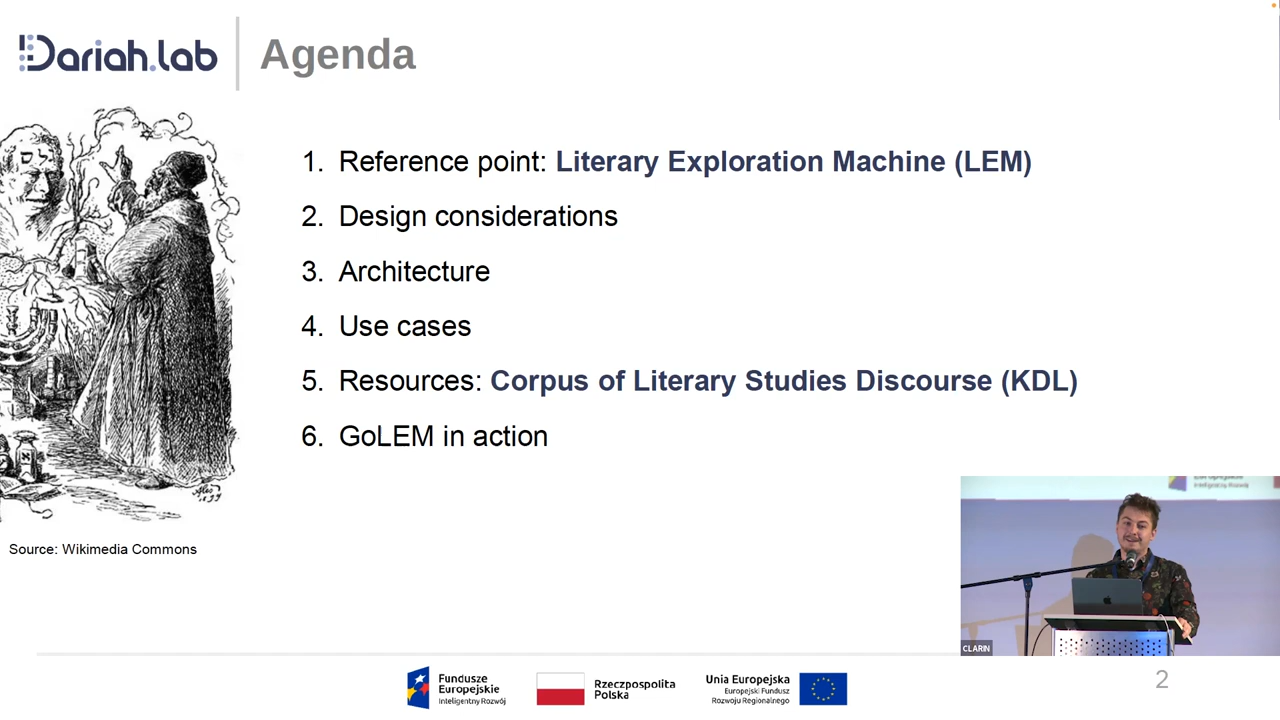 Dariah.lab
Agenda
1. Reference point: Literary Exploration Machine (LEM)
2. Design considerations
3. Architecture
4. Use cases
5. Resources: Corpus of Literary Studies Discourse (KDL)
6. GoLEM in action
Source: Wikimedia Commons
CLARIN
Fundusze
Europejskie
Inteligentny Rozwój
Rzeczpospolita
Polska
Unia Europejska
Europejski Fundusz
Rozwoju Regionalnego
2